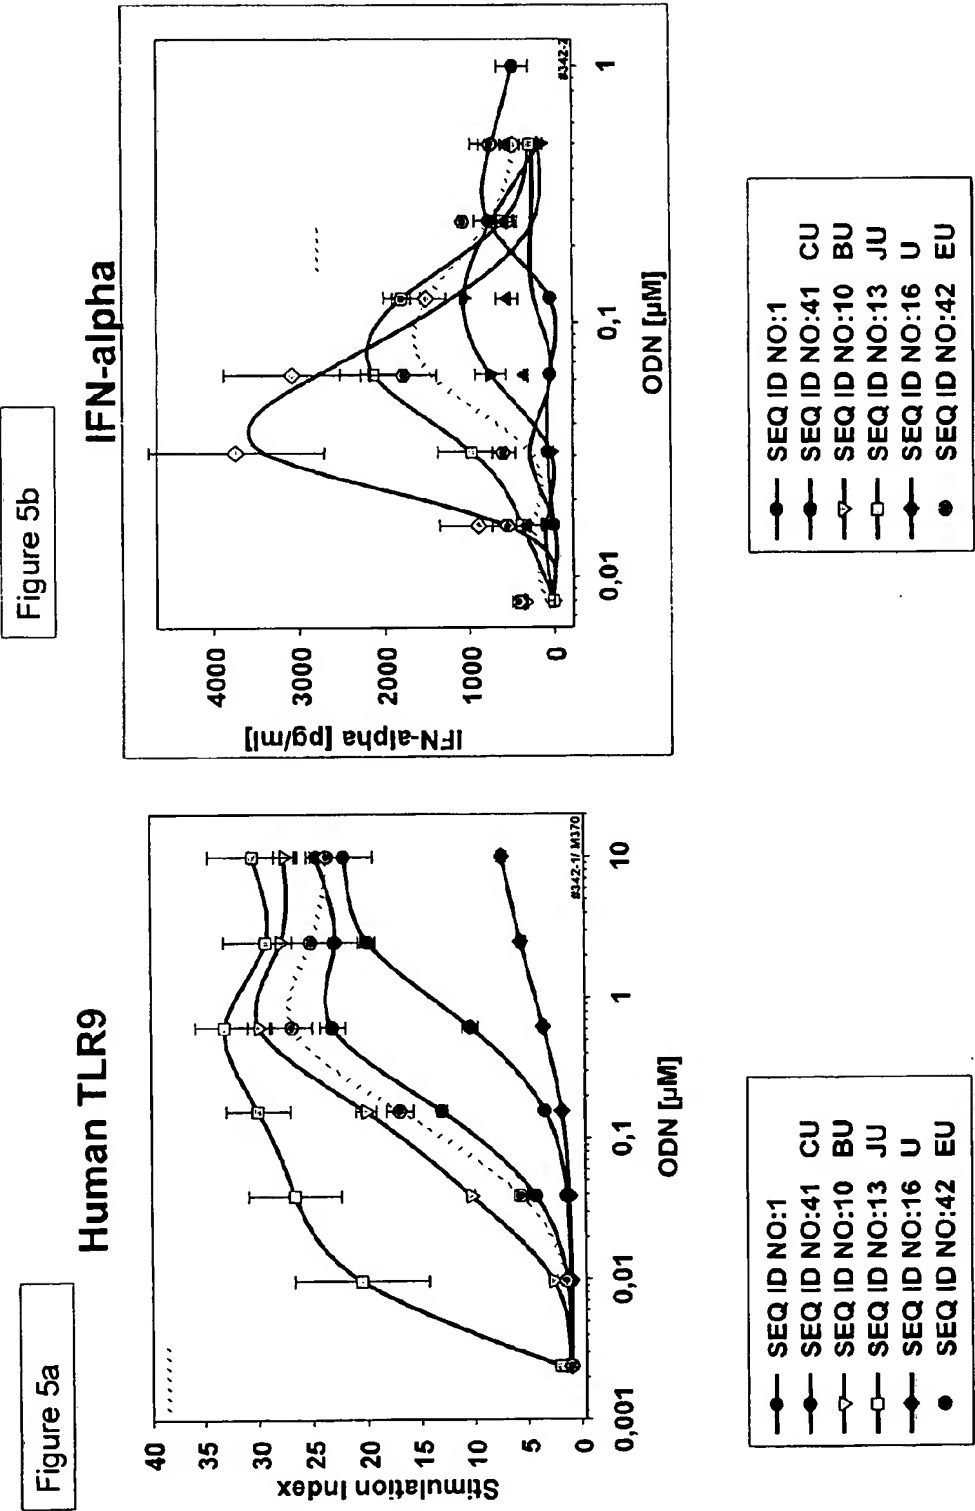 Figure 5a
Human TLR9
Stimulation Index
40
35
30
25
20
15
10
5
0
0,001
0,01
0,1
1
10
ODN [µM]
#342-1/ M370
SEQ ID NO:1
SEQ ID NO:41 CU
SEQ ID NO:10 BU
SEQ ID NO:13 JU
SEQ ID NO:16 U
SEQ ID NO:42 EU
Figure 5b
IFN-alpha
IFN-alpha [pg/ml]
4000
3000
2000
1000
0
0,01
0,1
1
ODN [µM]
#342-2
SEQ ID NO:1
SEQ ID NO:41 CU
SEQ ID NO:10 BU
SEQ ID NO:13 JU
SEQ ID NO:16 U
SEQ ID NO:42 EU